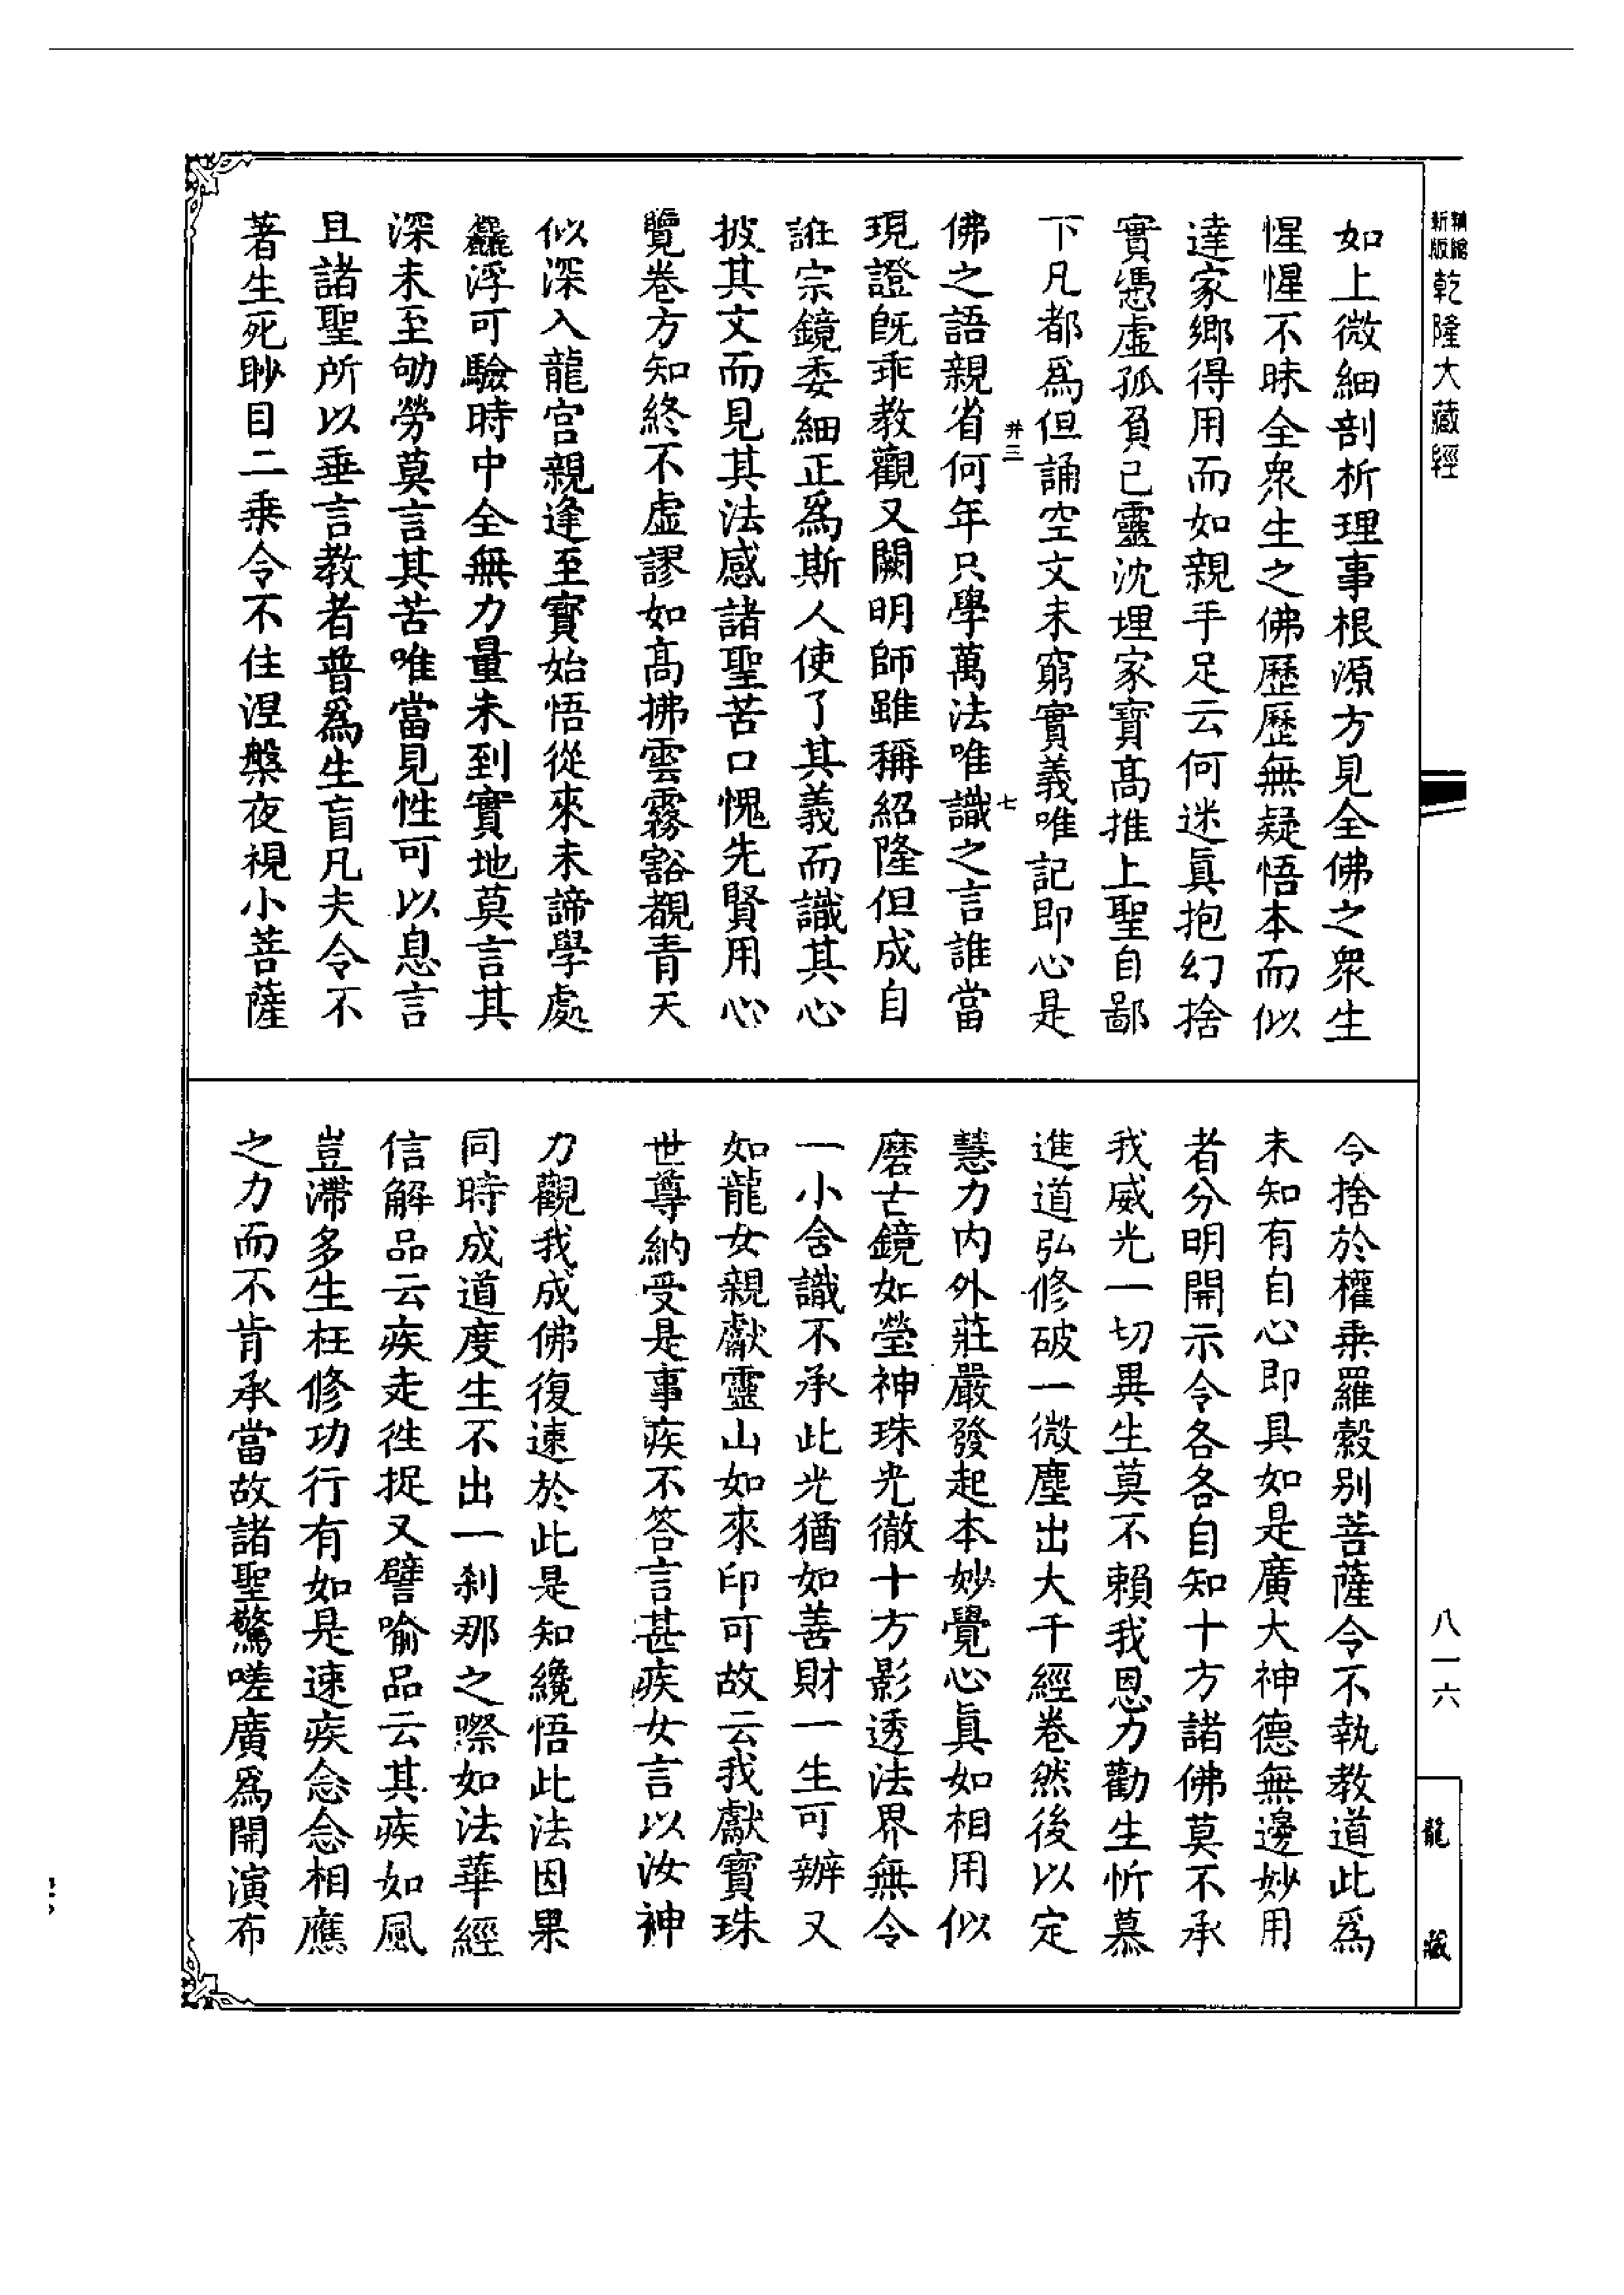 精縮
新版
乾隆大藏經
八一六
龍藏
如上微細剖析理事根源方見全佛之衆生
惺惺不昧全衆生之佛歷歷無疑悟本而似
達家鄉得用而如親手足云何迷眞抱幻捨
實憑虛孤負己靈沈埋家寶高推上聖自鄙
下凡都爲但誦空文未窮實義唯記即心是
丼三
七
佛之語親省何年只學萬法唯識之言誰當
現證旣乖教觀又闕明師雖稱紹隆但成自
誑宗鏡委細正爲斯人使了其義而識其心
披其文而見其法感諸聖苦口愧先賢用心
覽卷方知終不虛謬如高拂雲霧豁覩青天
似深入龍宮親逢至寶始悟從來未諦學處
麤浮可驗時中全無力量未到實地莫言其
深未至劬勞莫言其苦唯當見性可以息言
且諸聖所以垂言教者普爲生盲凡夫令不
著生死眇目二乘令不住涅槃夜視小菩薩
令捨於權乘羅縠别菩薩令不執教道此爲
未知有自心即具如是廣大神德無邊妙用
者分明開示令各各自知十方諸佛莫不承
我威光一切異生莫不賴我恩力勸生忻慕
進道弘修破一微塵出大千經卷然後以定
慧力內外莊嚴發起本妙覺心眞如相用似
磨古鏡如瑩神珠光徹十方影透法界無令
一小含識不承此光猶如善財一生可辦又
如龍女親獻靈山如來印可故云我獻寶珠
世尊納受是事疾不答言甚疾女言以汝神
力觀我成佛復速於此是知纔悟此法因果
同時成道度生不出一刹那之際如法華經
信解品云疾走徃捉又譬喻品云其疾如風
豈滯多生枉修功行有如是速疾念念相應
之力而不肯承當故諸聖驚嗟廣爲開演布